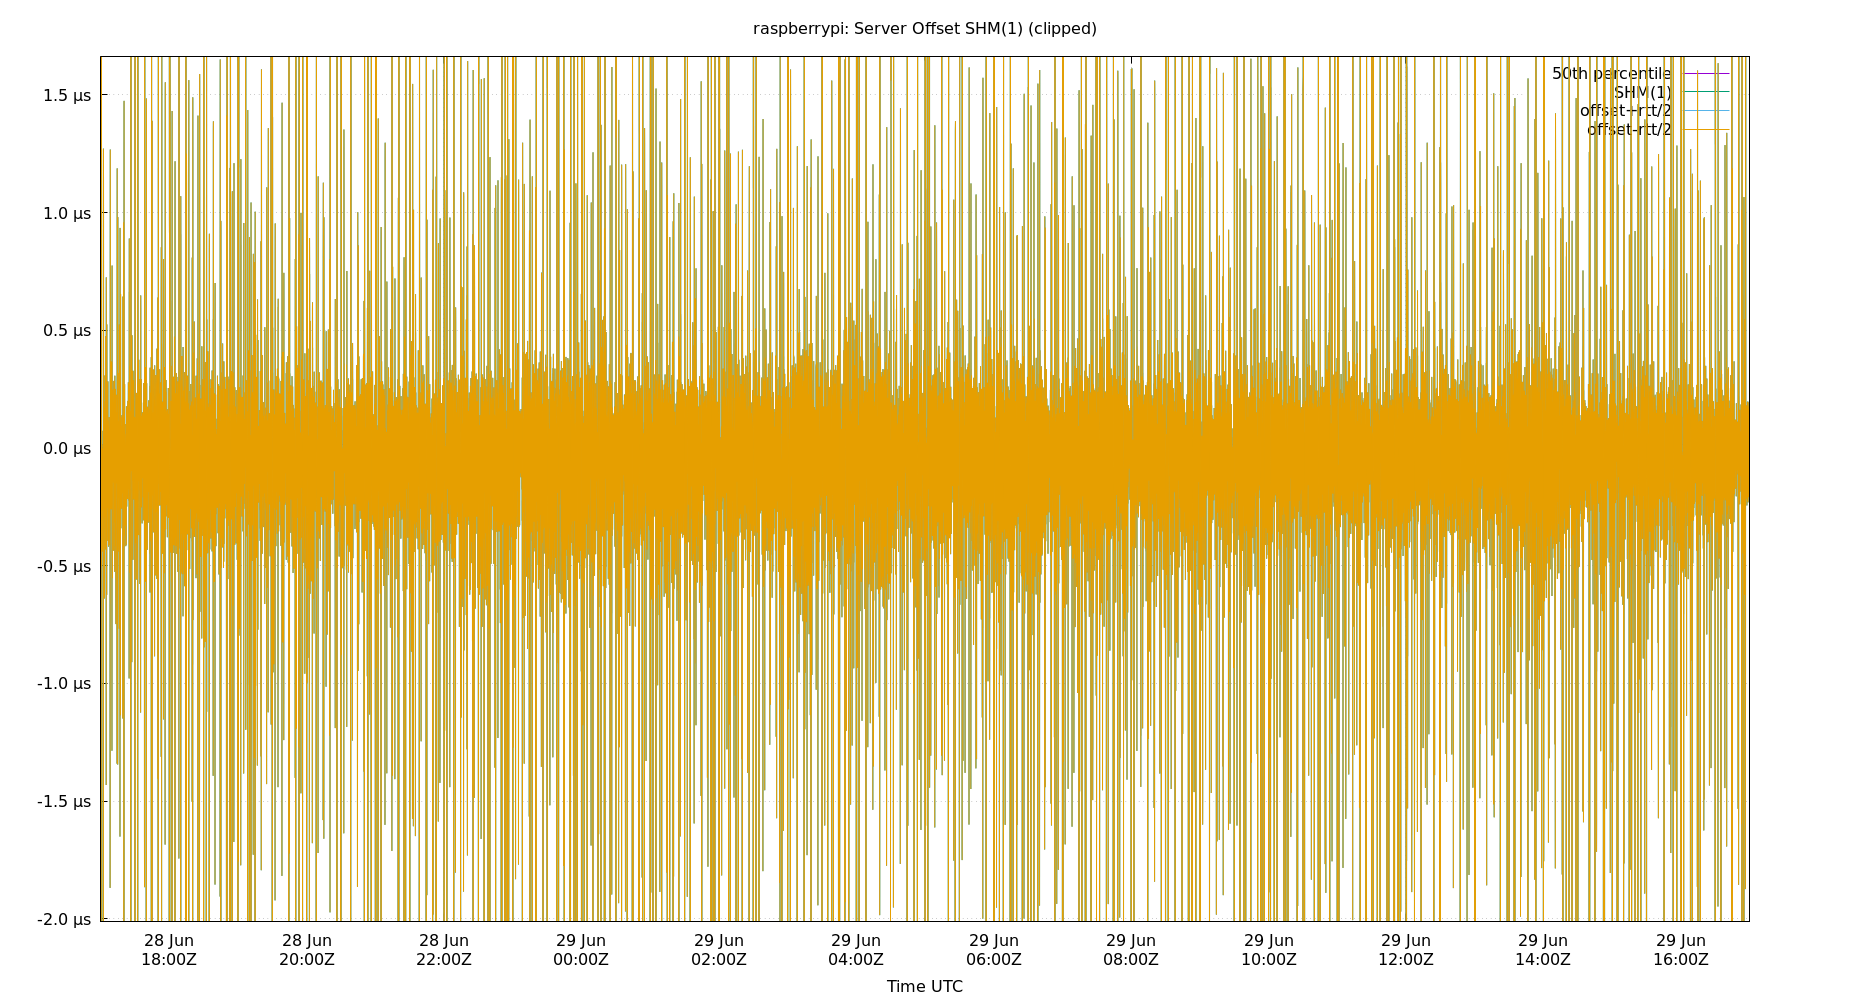 raspberrypi: Server Offset SHM(1) (clipped)
50th percentile
SHM(1)
offset+rtt/2
offset-rtt/2
1.5 µs
1.0 µs
0.5 µs
0.0 µs
-0.5 µs
-1.0 µs
-1.5 µs
-2.0 µs
28 Jun 28 Jun 28 Jun 29 Jun 29 Jun 29 Jun 29 Jun 29 Jun 29 Jun 29 Jun 29 Jun 29 Jun
18:00Z 20:00Z 22:00Z 00:00Z 02:00Z 04:00Z 06:00Z 08:00Z 10:00Z 12:00Z 14:00Z 16:00Z
Time UTC